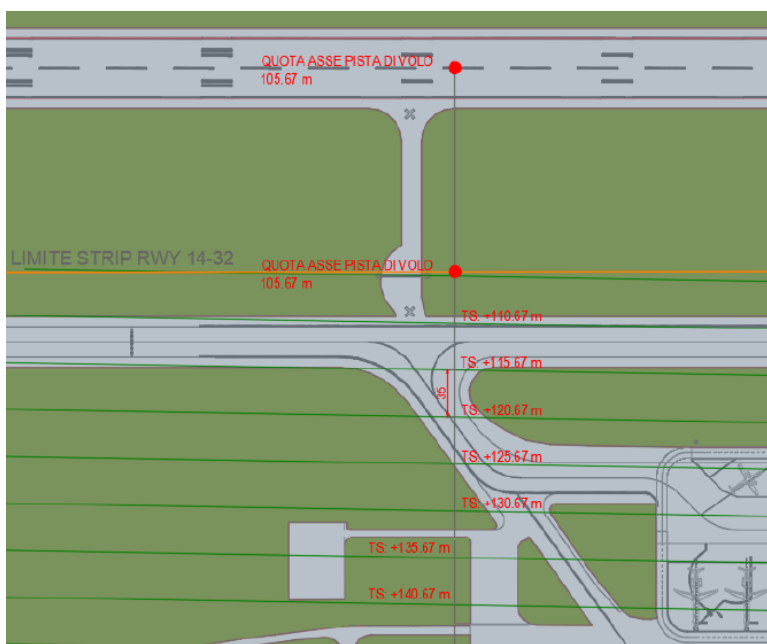 QUOTA ASSE PISTA DI VOLO
105.67 m
LIMITE STRIP RWY 14-32
QUOTA ASSE PISTA DI VOLO
105.67 m
TS: +110.67 m
TS: +115.67 m
35
TS: +120.67 m
TS: +125.67 m
TS: +130.67 m
TS: +135.67 m
TS: +140.67 m